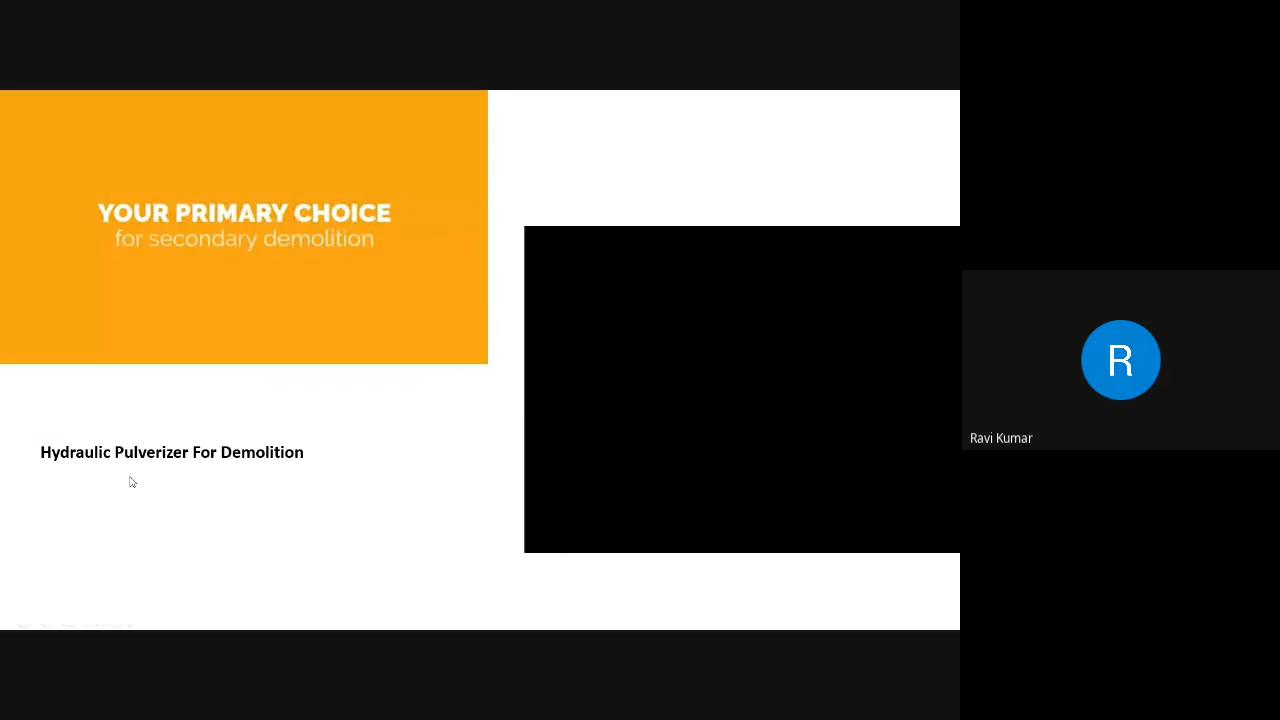 YOUR PRIMARY CHOICE
for secondary demolition
Hydraulic Pulverizer For Demolition
R
Ravi Kumar